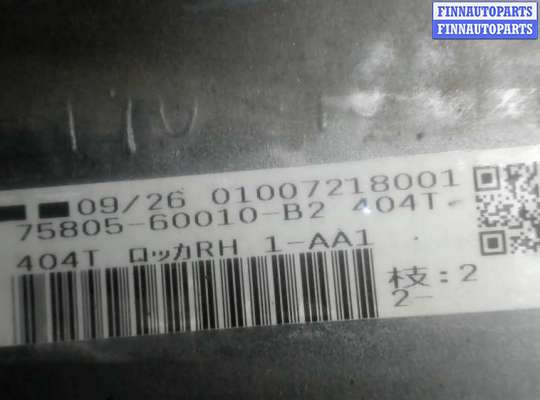 FINNAUTOPARTS
FINNAUTOPARTS
09/26 01007218001
75805-60010-B2 404T
404T ロッカRH 1-AA1
枝:2
2-